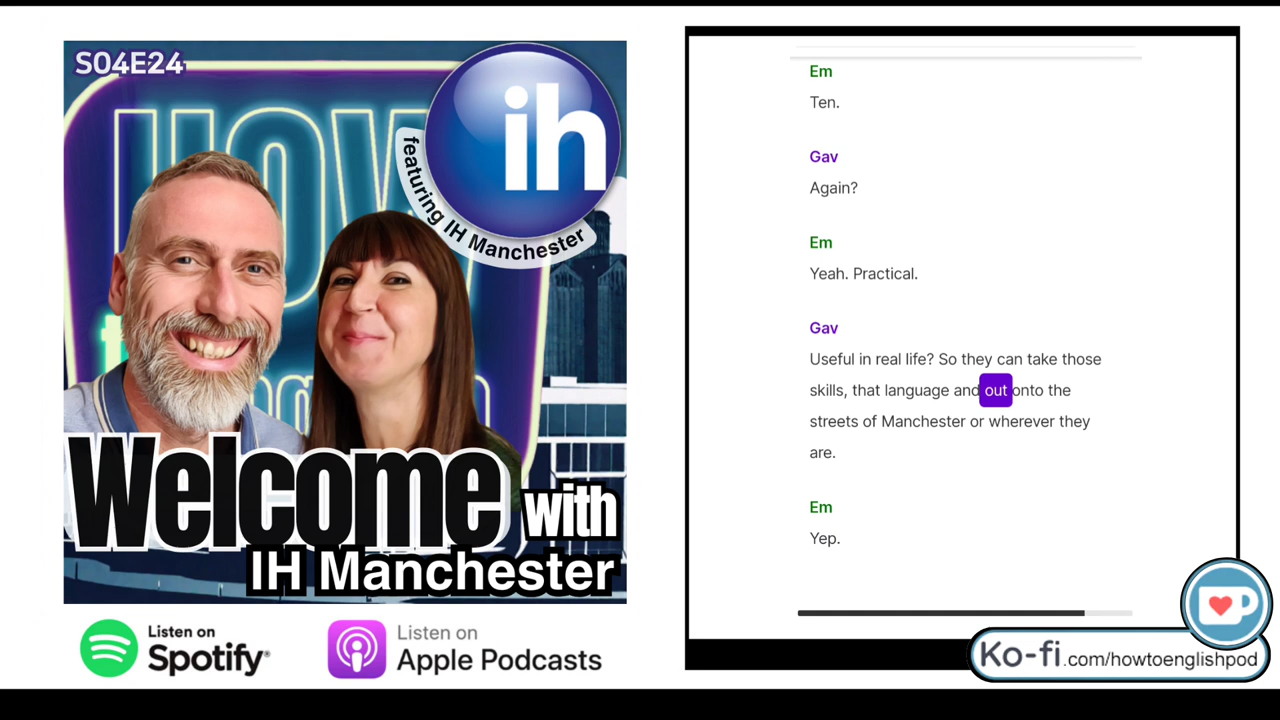 S04E24
HOW
ih
featuring IH Manchester
Welcome with
IH Manchester
Listen on
Spotify
Listen on
Apple Podcasts
Em
Ten.
Gav
Again?
Em
Yeah. Practical.
Gav
Useful in real life? So they can take those
skills, that language and out onto the
streets of Manchester or wherever they
are.
Em
Yep.
Ko-fi.com/howtoenglishpod